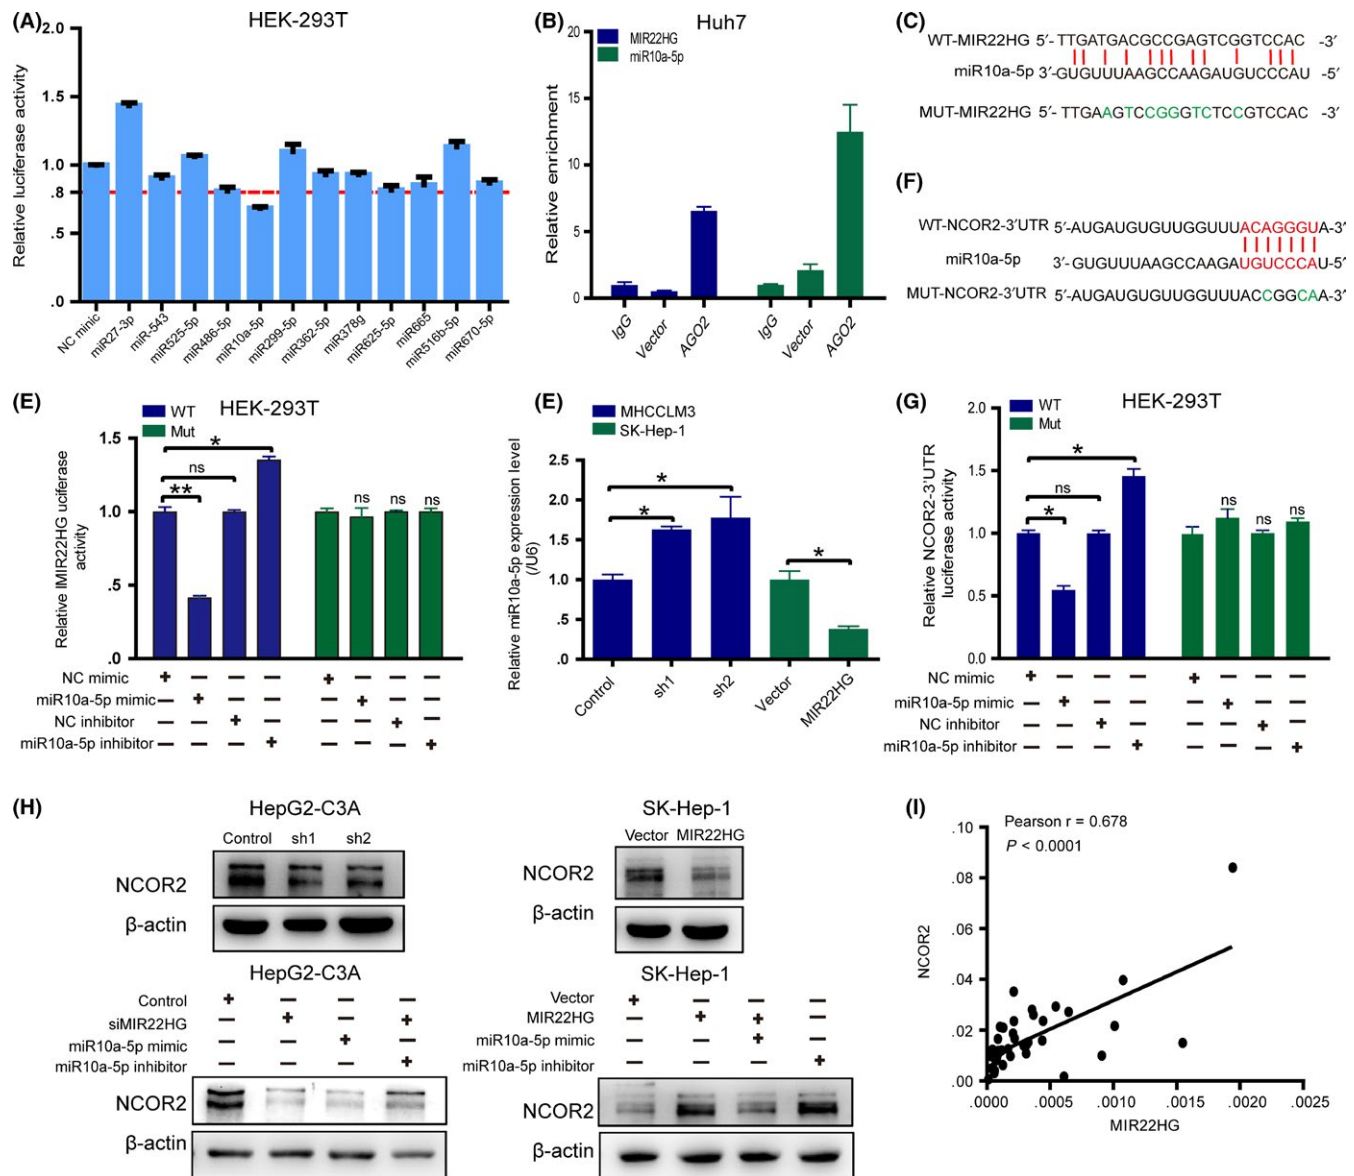 (A)
HEK-293T
Relative luciferase activity
2.0
1.5
1.0
.8
.5
.0
NC minic
miR27-3p
miR-543
miR525-5p
miR486-5p
miR10a-5p
miR299-5p
miR362-5p
miR378g
miR625-5p
miR665
miR516b-5p
miR670-5p
(B)
Huh7
MIR22HG
miR10a-5p
Relative enrichment
20
15
10
5
0
IgG
Vector
AGO2
IgG
Vector
AGO2
(C)
WT-MIR22HG 5′- TTGATGACGCCGAGTCGGTCCAC -3′
miR10a-5p 3′-GUGUUUAAGCCAAGAUGUCCCAU -5′
MUT-MIR22HG 5′- TTGAAGTCCGGGTCTCCGTCCAC -3′
(F)
WT-NCOR2-3′UTR 5′-AUGAUGUGUUGGUUUACAGGGUA-3′
miR10a-5p 3′-GUGUUUAAGCCAAGAUGUCCCAU-5′
MUT-NCOR2-3′UTR 5′-AUGAUGUGUUGGUUUACCGGCAA-3′
(E)
HEK-293T
WT
Mut
Relative lMIR22HG uciferase
activity
1.5
1.0
.5
.0
*
ns
**
ns
ns
ns
NC mimic + − − − + − − −
miR10a-5p mimic − + − − − + − −
NC inhibitor − − + − − − + −
miR10a-5p inhibitor − − − + − − − +
(E)
MHCCLM3
SK-Hep-1
Relative miR10a-5p expression level
(/U6)
2.5
2.0
1.5
1.0
.5
.0
*
*
*
Control
sh1
sh2
Vector
MIR22HG
(G)
HEK-293T
WT
Mut
Relative NCOR2-3′UTR
luciferase activity
2.0
1.5
1.0
0.5
0.0
*
ns
*
ns
ns
ns
NC mimic + − − − + − − −
miR10a-5p mimic − + − − − + − −
NC inhibitor − − + − − − + −
miR10a-5p inhibitor − − − + − − − +
(H)
HepG2-C3A
Control sh1 sh2
NCOR2
β-actin
SK-Hep-1
Vector MIR22HG
NCOR2
β-actin
HepG2-C3A
Control + − − −
siMIR22HG − + − +
miR10a-5p mimic − − + −
miR10a-5p inhibitor − − − +
NCOR2
β-actin
SK-Hep-1
Vector + − − −
MIR22HG − + + −
miR10a-5p mimic − − + −
miR10a-5p inhibitor − − − +
NCOR2
β-actin
(I)
Pearson r = 0.678
P < 0.0001
NCOR2
.10
.08
.06
.04
.02
.00
.0000 .0005 .0010 .0015 .0020 .0025
MIR22HG